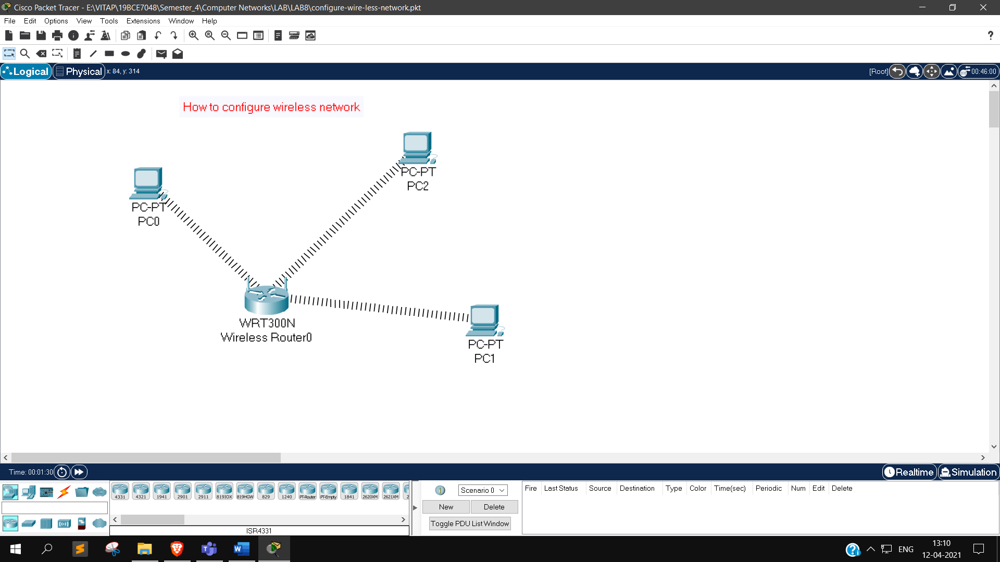 Cisco Packet Tracer - E:\VITAP\19BCE7048\Semester_4\Computer Networks\LAB\LAB8\configure-wire-less-network.pkt
File Edit Options View Tools Extensions Window Help
?
Logical Physical x: 84, y: 314 [Root] 00:46:00
How to configure wireless network
PC-PT
PC2
PC-PT
PC0
WRT300N
Wireless Router0
PC-PT
PC1
Time: 00:01:30 Realtime Simulation
4331 4321 1941 2901 2911 819IOX 819HGW 829 1240 PT-Router PT-Empty 1841 2620XM 2621XM 2
ISR4331
Scenario 0
New Delete
Toggle PDU List Window
Fire Last Status Source Destination Type Color Time(sec) Periodic Num Edit Delete
ENG
13:10
12-04-2021